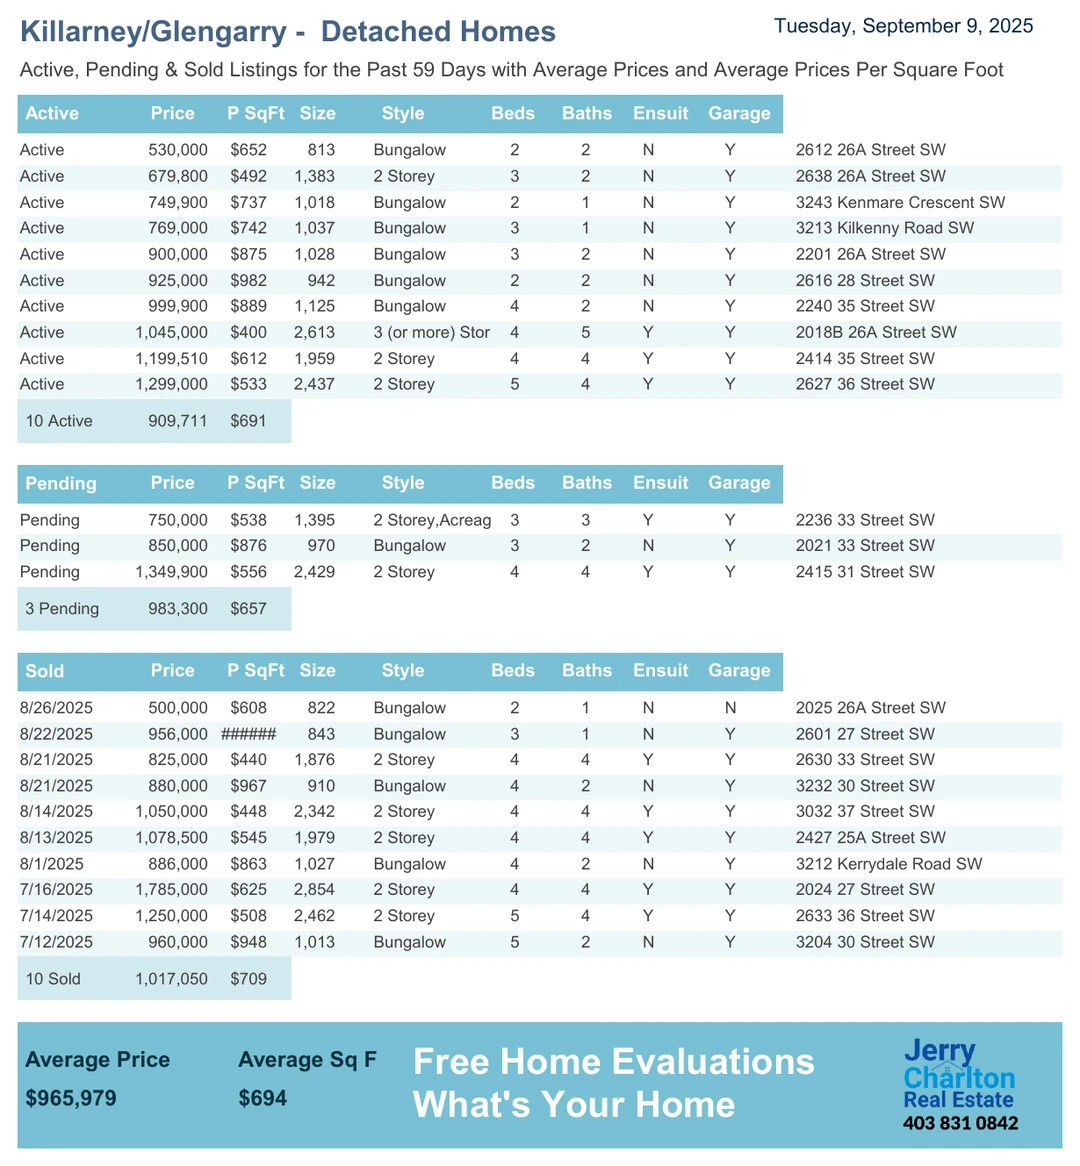 Killarney/Glengarry - Detached Homes
Tuesday, September 9, 2025
Active, Pending & Sold Listings for the Past 59 Days with Average Prices and Average Prices Per Square Foot
Active Price P SqFt Size Style Beds Baths Ensuit Garage
Active 530,000 $652 813 Bungalow 2 2 N Y 2612 26A Street SW
Active 679,800 $492 1,383 2 Storey 3 2 N Y 2638 26A Street SW
Active 749,900 $737 1,018 Bungalow 2 1 N Y 3243 Kenmare Crescent SW
Active 769,000 $742 1,037 Bungalow 3 1 N Y 3213 Kilkenny Road SW
Active 900,000 $875 1,028 Bungalow 3 2 N Y 2201 26A Street SW
Active 925,000 $982 942 Bungalow 2 2 N Y 2616 28 Street SW
Active 999,900 $889 1,125 Bungalow 4 2 N Y 2240 35 Street SW
Active 1,045,000 $400 2,613 3 (or more) Stor 4 5 Y Y 2018B 26A Street SW
Active 1,199,510 $612 1,959 2 Storey 4 4 Y Y 2414 35 Street SW
Active 1,299,000 $533 2,437 2 Storey 5 4 Y Y 2627 36 Street SW
10 Active 909,711 $691
Pending Price P SqFt Size Style Beds Baths Ensuit Garage
Pending 750,000 $538 1,395 2 Storey,Acreag 3 3 Y Y 2236 33 Street SW
Pending 850,000 $876 970 Bungalow 3 2 N Y 2021 33 Street SW
Pending 1,349,900 $556 2,429 2 Storey 4 4 Y Y 2415 31 Street SW
3 Pending 983,300 $657
Sold Price P SqFt Size Style Beds Baths Ensuit Garage
8/26/2025 500,000 $608 822 Bungalow 2 1 N N 2025 26A Street SW
8/22/2025 956,000 ###### 843 Bungalow 3 1 N Y 2601 27 Street SW
8/21/2025 825,000 $440 1,876 2 Storey 4 4 Y Y 2630 33 Street SW
8/21/2025 880,000 $967 910 Bungalow 4 2 N Y 3232 30 Street SW
8/14/2025 1,050,000 $448 2,342 2 Storey 4 4 Y Y 3032 37 Street SW
8/13/2025 1,078,500 $545 1,979 2 Storey 4 4 Y Y 2427 25A Street SW
8/1/2025 886,000 $863 1,027 Bungalow 4 2 N Y 3212 Kerrydale Road SW
7/16/2025 1,785,000 $625 2,854 2 Storey 4 4 Y Y 2024 27 Street SW
7/14/2025 1,250,000 $508 2,462 2 Storey 5 4 Y Y 2633 36 Street SW
7/12/2025 960,000 $948 1,013 Bungalow 5 2 N Y 3204 30 Street SW
10 Sold 1,017,050 $709
Average Price Average Sq F
$965,979 $694
Free Home Evaluations
What's Your Home
Jerry
Charlton
Real Estate
403 831 0842